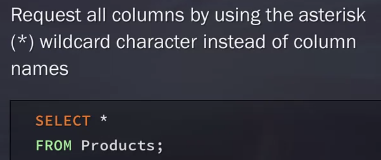 Request all columns by using the asterisk
(*) wildcard character instead of column
names
SELECT *
FROM Products;